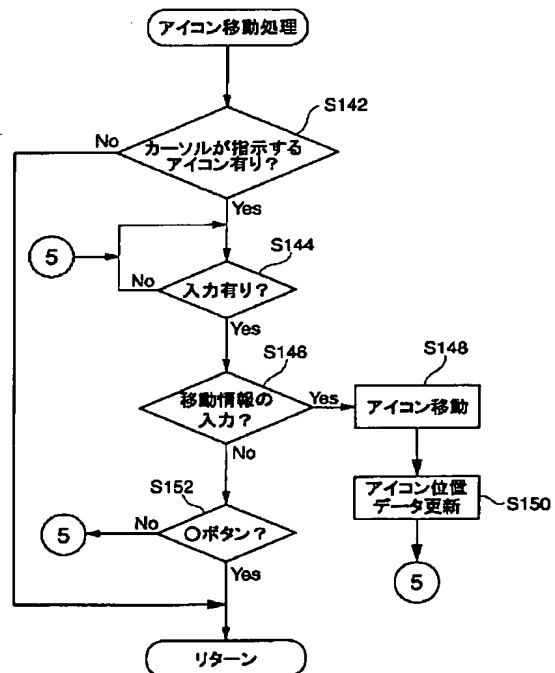 アイコン移動処理
S142
No
カーソルが指示する
アイコン有り?
Yes
5
S144
No
入力有り?
Yes
S146
S148
移動情報の
入力?
Yes
アイコン移動
No
S152
アイコン位置
データ更新
S150
5
No
〇ボタン?
5
Yes
リターン